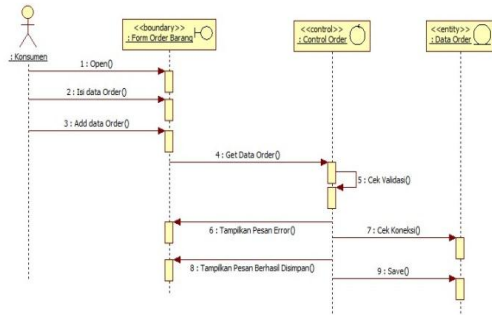 <<boundary>>
: Form Order Barang
<<control>>
: Control Order
<<entity>>
: Data Order
: Konsumen
1 : Open()
2 : Isi data Order()
3 : Add data Order()
4 : Get Data Order()
5 : Cek Validasi()
6 : Tampilkan Pesan Error()
7 : Cek Koneksi()
8 : Tampilkan Pesan Berhasil Disimpan()
9 : Save()